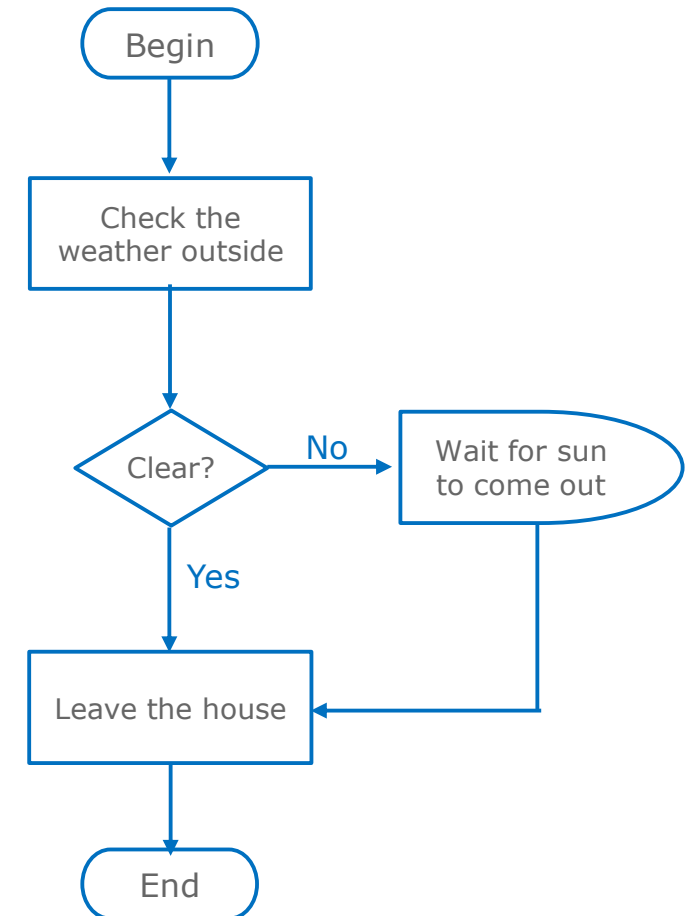 Begin
Check the
weather outside
Clear?
No
Wait for sun
to come out
Yes
Leave the house
End